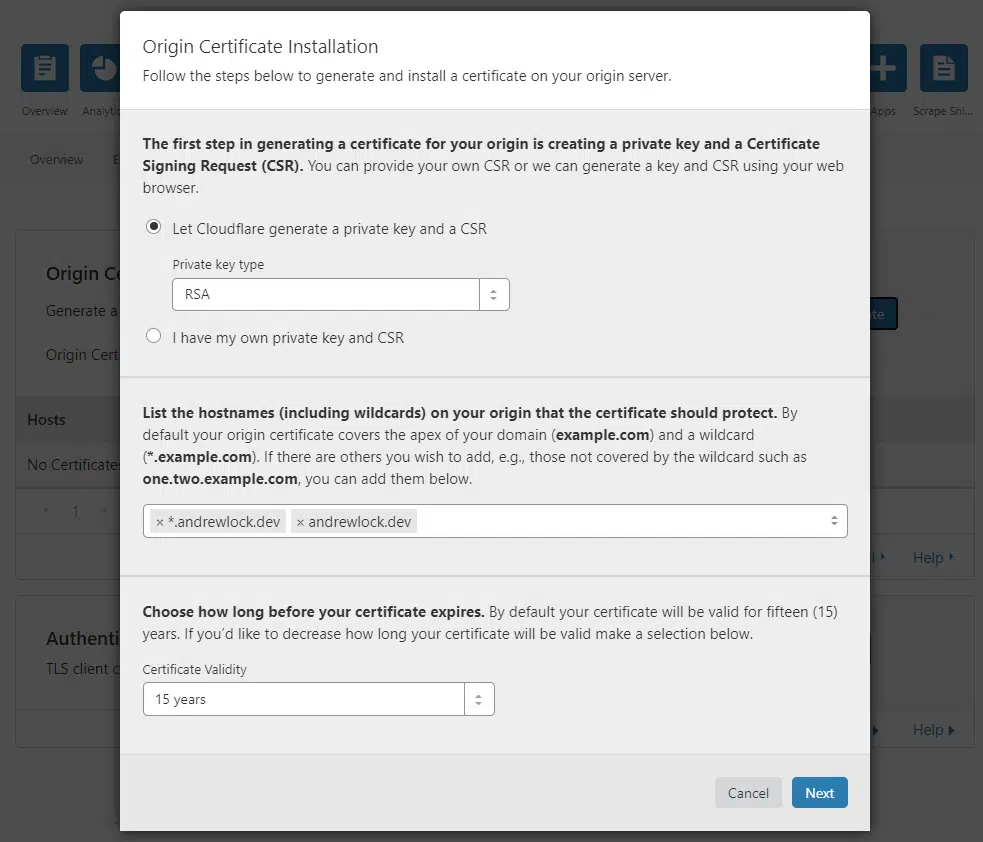 Origin Certificate Installation
Follow the steps below to generate and install a certificate on your origin server.
Overview
Apps
Scrape Shi...
Overview
The first step in generating a certificate for your origin is creating a private key and a Certificate
Signing Request (CSR). You can provide your own CSR or we can generate a key and CSR using your web
browser.
Let Cloudflare generate a private key and a CSR
Private key type
RSA
I have my own private key and CSR
Origin
Generate a
Origin
Hosts
No
1
List the hostnames (including wildcards) on your origin that the certificate should protect. By
default your origin certificate covers the apex of your domain (example.com) and a wildcard
(*.example.com). If there are others you wish to add, e.g., those not covered by the wildcard such as
one.two.example.com, you can add them below.
× *.andrewlock.dev × andrewlock.dev
Help
Choose how long before your certificate expires. By default your certificate will be valid for fifteen (15)
years. If you'd like to decrease how long your certificate will be valid make a selection below.
TLS client
Certificate Validity
15 years
Help
Cancel Next